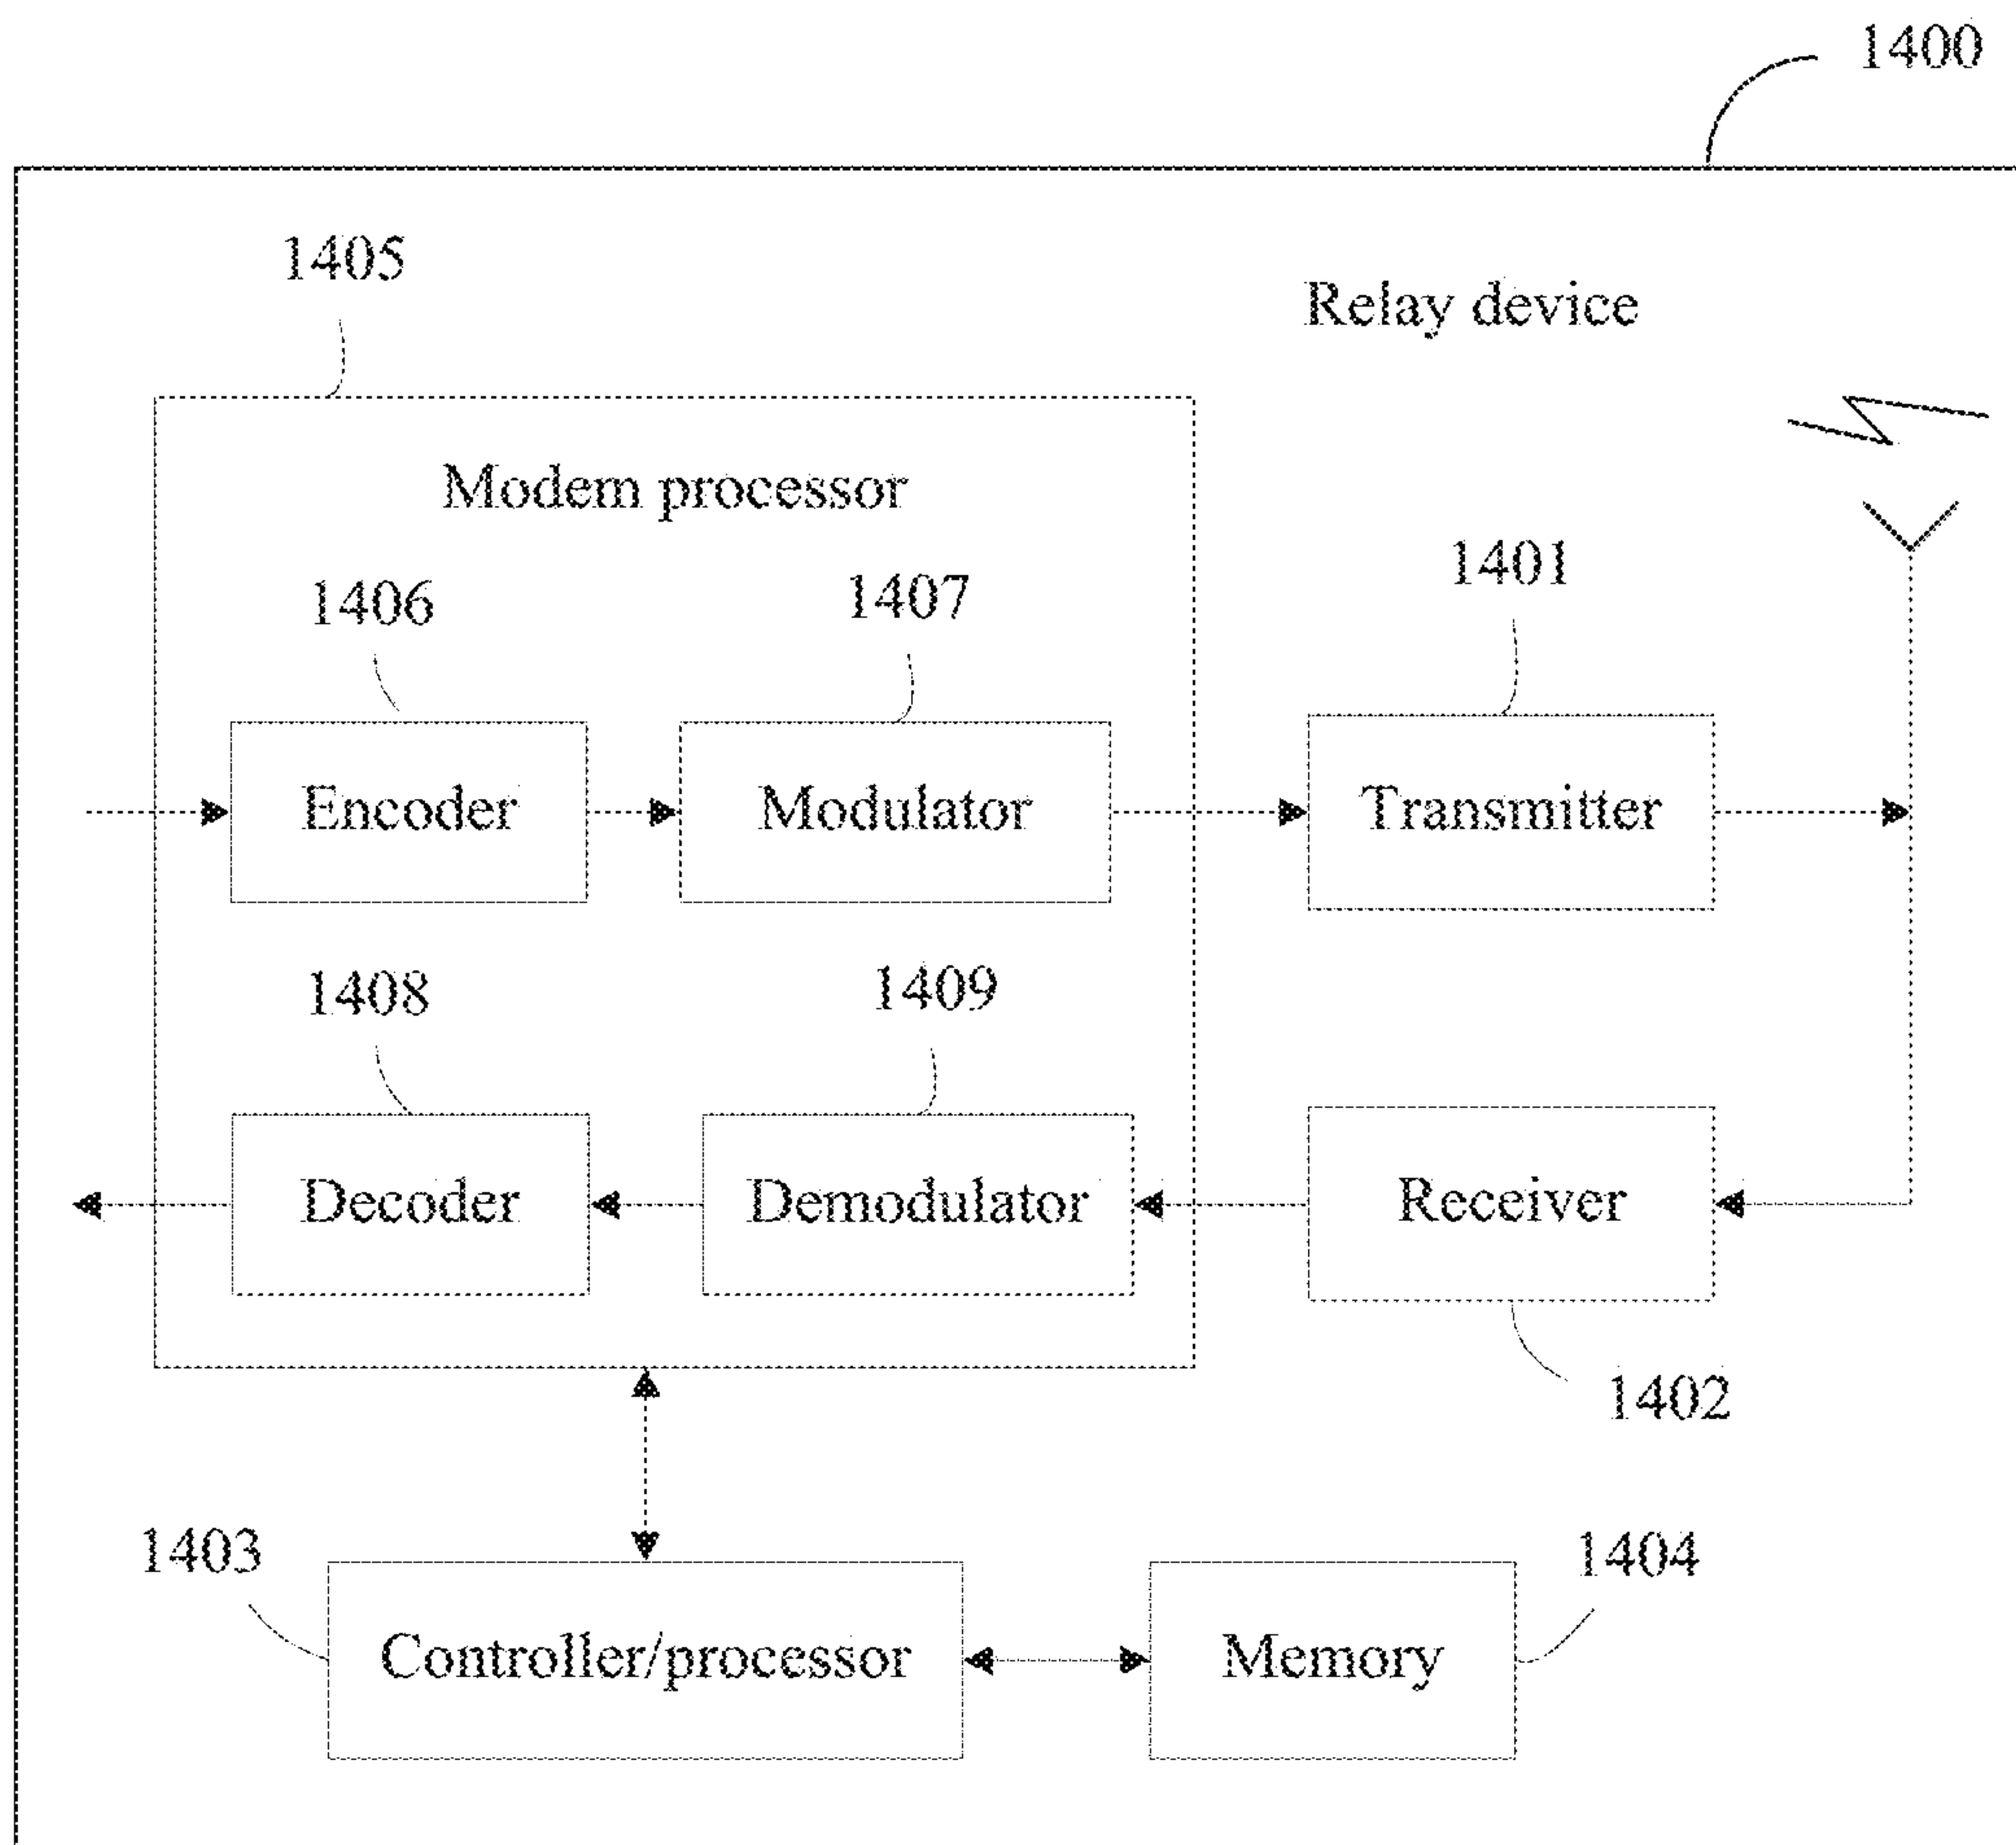 1400
1405
Relay device
Modem processor
1406
1407
1401
Encoder
Modulator
Transmitter
1408
1409
Decoder
Demodulator
Receiver
1402
1403
1404
Controller/processor
Memory